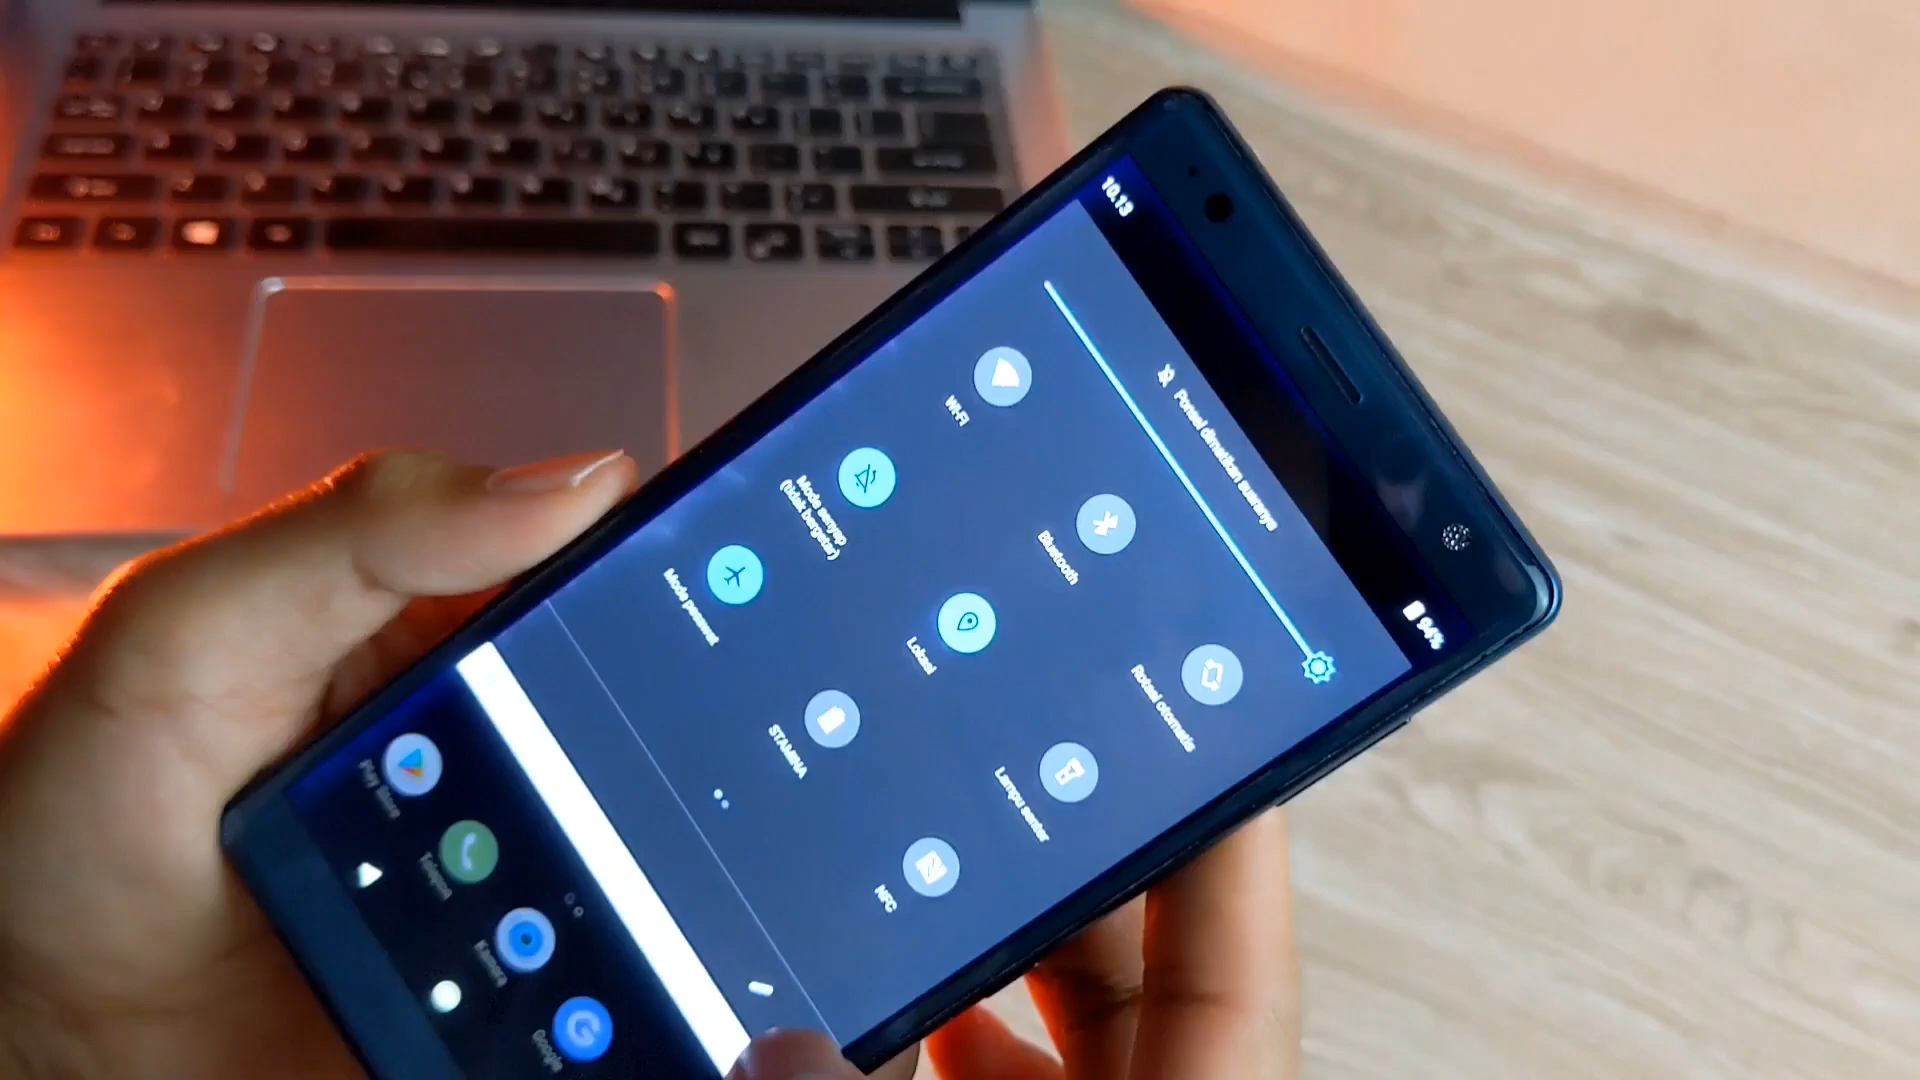 10.13
94%
Ponsel dimatikan suaranya
Wi-Fi
Bluetooth
Rotasi otomatis
Mode senyap
(tidak bergetar)
Lokasi
Lampu senter
Mode pesawat
STAMINA
NFC
Play Store
Telepon
Kamera
Google